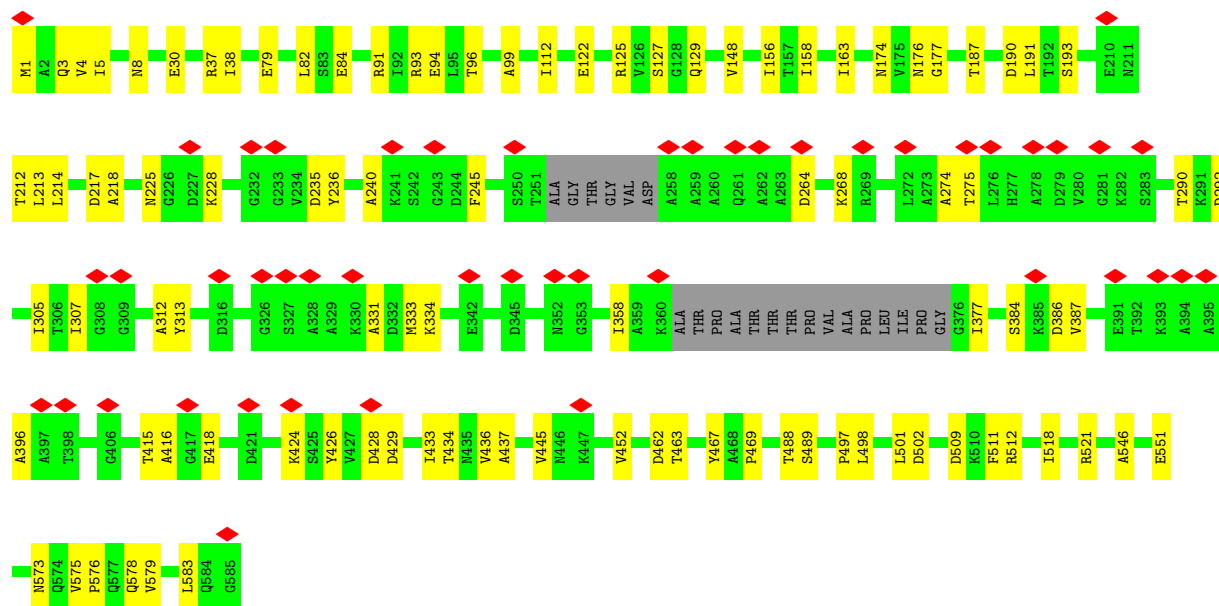 M1 A2 Q3 V4 I5 N8 E30 R37 I38 E79 L82 S83 E84 R91 I92 R93 E94 L95 T96 A99 I112 E122 R125 V126 S127 G128 Q129 V148 I156 T157 I158 I163 N174 V175 N176 G177 T187 D190 L191 T192 S193 E210 N211
T212 L213 L214 D217 A218 N225 G226 D227 K228 G232 G233 V234 D235 Y236 A240 K241 S242 G243 D244 F245 S250 T251 ALA GLY THR GLY VAL ASP A258 A259 A260 Q261 A262 A263 D264 K268 R269 L272 A273 A274 T275 L276 H277 A278 D279 V280 G281 K282 S283 T290 K291
I305 T306 I307 G308 G309 A312 Y313 D316 G326 S327 A328 A329 K330 A331 D332 M333 K334 E342 D345 N352 G353 I358 A359 K360 ALA THR PRO ALA THR THR THR PRO VAL ALA PRO LEU ILE PRO GLY G376 I377 S384 K385 D386 V387 E391 T392 K393 A394 A395
A396 A397 T398 G406 T415 A416 G417 E418 D421 K424 S425 Y426 V427 D428 D429 I433 T434 N435 V436 A437 V445 N446 K447 V452 D462 T463 Y467 A468 P469 T488 S489 P497 L498 L501 D502 D509 K510 F511 R512 I518 R521 A546 E551
N573 Q574 V575 P576 Q577 Q578 V579 L583 Q584 G585